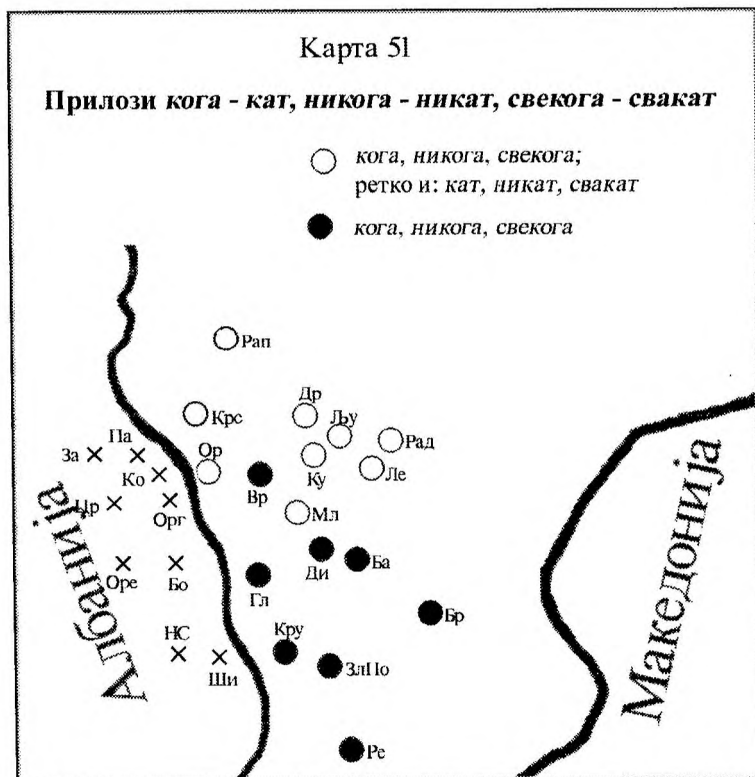 Карта 51
Прилози кога - кат, никога - никат, свекога - свакат
кога, никога, свекога;
ретко и: кат, никат, свакат
кога, никога, свекога
Рап
Крс
Др
Љу
Рад
Па
За
Ор
Ко
Вр
Ку
Ле
Цр
Орг
Мл
Оре
Бо
Гл
Ди
Ба
Бр
НС
Ши
Кру
ЗлПо
Ре
Албанија
Македонија